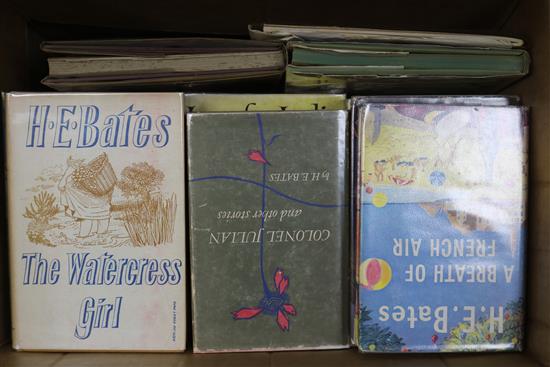 H·E·Bates
The Watercress
Girl
COLONEL JULIAN
and other stories
by H.E. BATES
A BREATH OF
FRENCH AIR
H.E. Bates